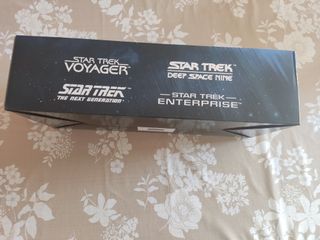 STAR TREK
VOYAGER
STAR TREK
DEEP SPACE NINE
STAR TREK
THE NEXT GENERATION
STAR TREK
ENTERPRISE